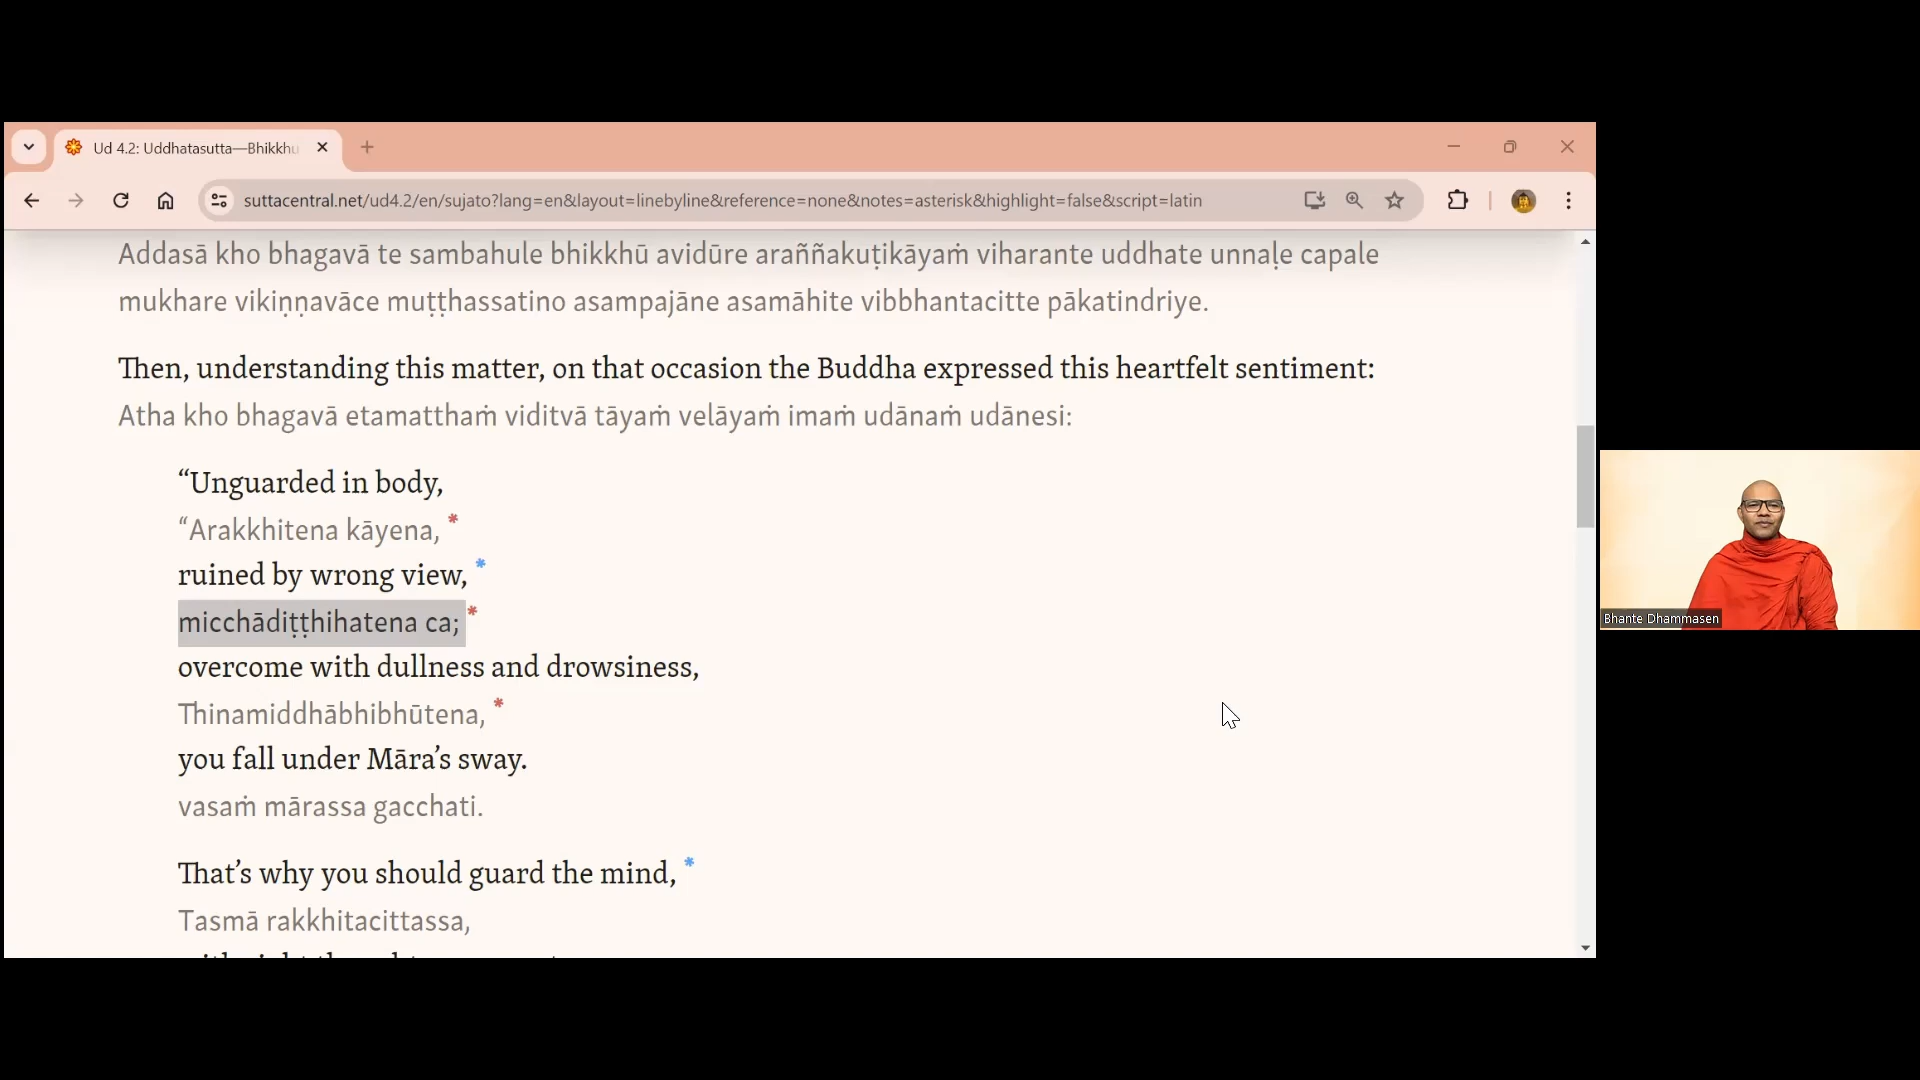 Ud 4.2: Uddhatasutta—Bhikkhu
suttacentral.net/ud4.2/en/sujato?lang=en&layout=linebyline&reference=none&notes=asterisk&highlight=false&script=latin
Addasā kho bhagavā te sambahule bhikkhū avidūre araññakuṭikāyaṁ viharante uddhate unnaḷe capale
mukhare vikiṇṇavāce muṭṭhassatino asampajāne asamāhite vibbhantacitte pākatindriye.
Then, understanding this matter, on that occasion the Buddha expressed this heartfelt sentiment:
Atha kho bhagavā etamatthaṁ viditvā tāyaṁ velāyaṁ imaṁ udānaṁ udānesi:
“Unguarded in body,
“Arakkhitena kāyena, *
ruined by wrong view, *
micchādiṭṭhihatena ca; *
overcome with dullness and drowsiness,
Thinamiddhābhibhūtena, *
you fall under Māra’s sway.
vasaṁ mārassa gacchati.
That’s why you should guard the mind, *
Tasmā rakkhitacittassa,
Bhante Dhammasen